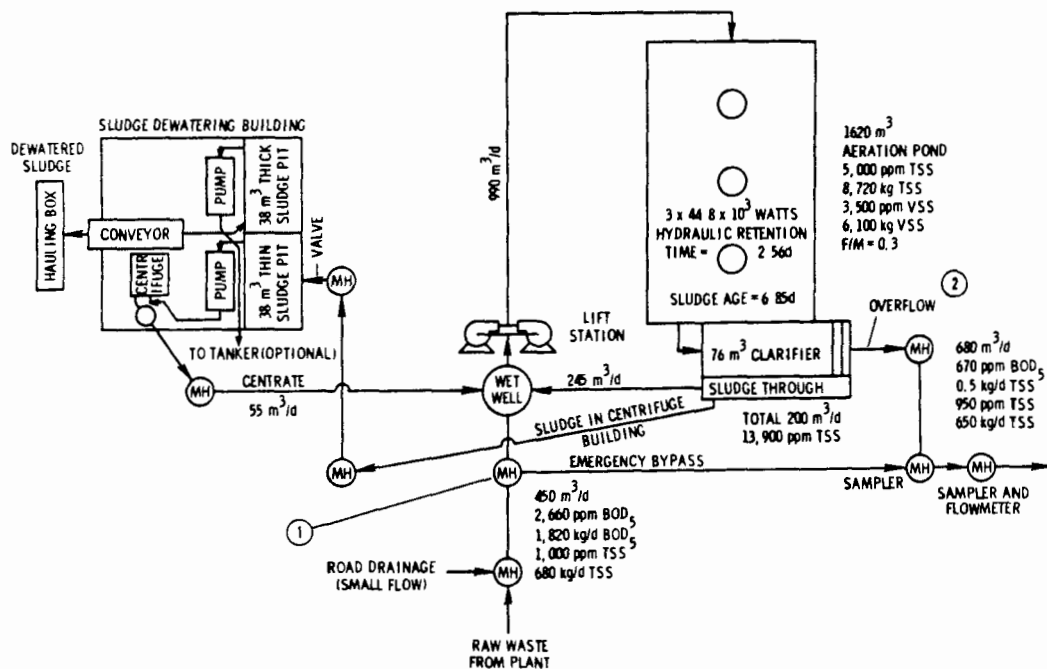 SLUDGE DEWATERING BUILDING
DEWATERED
SLUDGE
HAULING BOX
CONVEYOR
CENTR
IFUGE
PUMP
PUMP
38 m³ THICK
SLUDGE PIT
38 m³ THIN
SLUDGE PIT
VALVE
MH
TO TANKER (OPTIONAL)
MH
CENTRATE
55 m³/d
MH
SLUDGE IN CENTRIFUGE
BUILDING
990 m³/d
LIFT
STATION
WET
WELL
245 m³/d
3 x 44 8 x 10³ WATTS
HYDRAULIC RETENTION
TIME = 2 56d
SLUDGE AGE = 6 85d
1620 m³
AERATION POND
5,000 ppm TSS
8,720 kg TSS
3,500 ppm VSS
6,100 kg VSS
F/M = 0.3
76 m³ CLARIFIER
SLUDGE THROUGH
TOTAL 200 m³/d
13,900 ppm TSS
2
OVERFLOW
MH
680 m³/d
670 ppm BOD₅
0.5 kg/d TSS
950 ppm TSS
650 kg/d TSS
MH
EMERGENCY BYPASS
SAMPLER
MH
MH
SAMPLER AND
FLOWMETER
1
450 m³/d
2,660 ppm BOD₅
1,820 kg/d BOD₅
1,000 ppm TSS
680 kg/d TSS
ROAD DRAINAGE
(SMALL FLOW)
MH
RAW WASTE
FROM PLANT